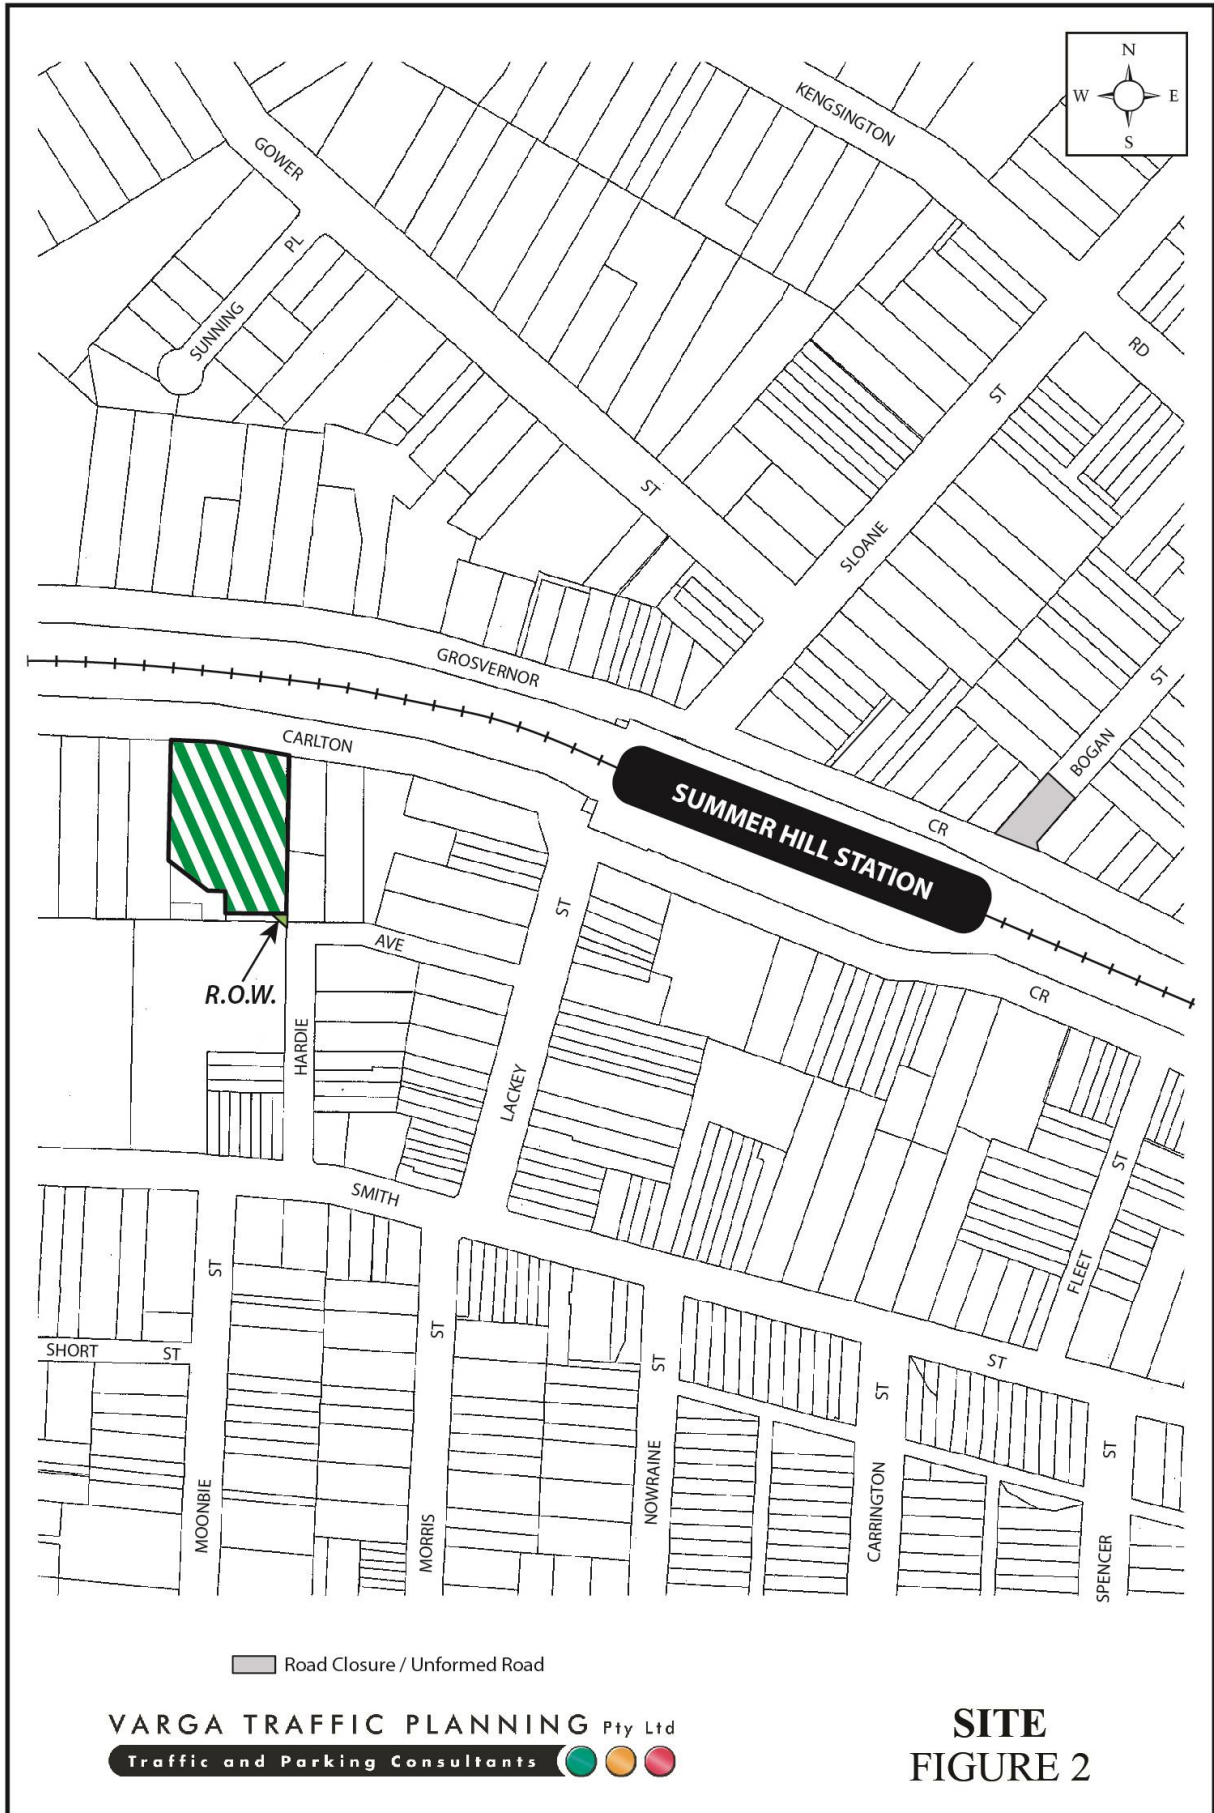 N
W E
S
KENGSINGTON
GOWER
PL
SUNNING
RD
ST
ST
SLOANE
ST
GROSVERNOR
BOGAN
CARLTON
SUMMER HILL STATION
CR
ST
AVE
R.O.W.
CR
HARDIE
LACKEY
ST
SMITH
ST
FLEET
ST
SHORT ST
ST
ST
ST
ST
ST
MOONBIE
MORRIS
NOWRAINE
CARRINGTON
SPENCER
Road Closure / Unformed Road
VARGA TRAFFIC PLANNING Pty Ltd
Traffic and Parking Consultants
SITE
FIGURE 2